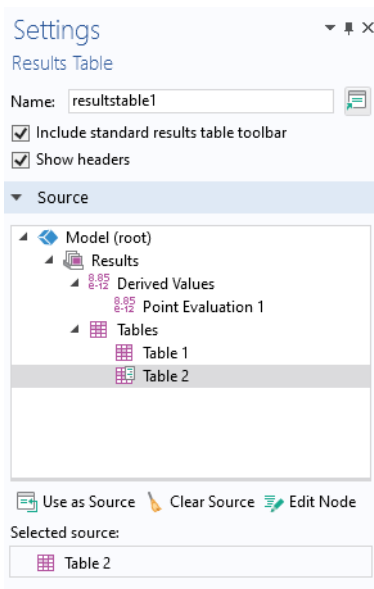 Settings
Results Table
Name: resultstable1
Include standard results table toolbar
Show headers
Source
Model (root)
Results
8.85
e-12 Derived Values
8.85
e-12 Point Evaluation 1
Tables
Table 1
Table 2
Use as Source Clear Source Edit Node
Selected source:
Table 2